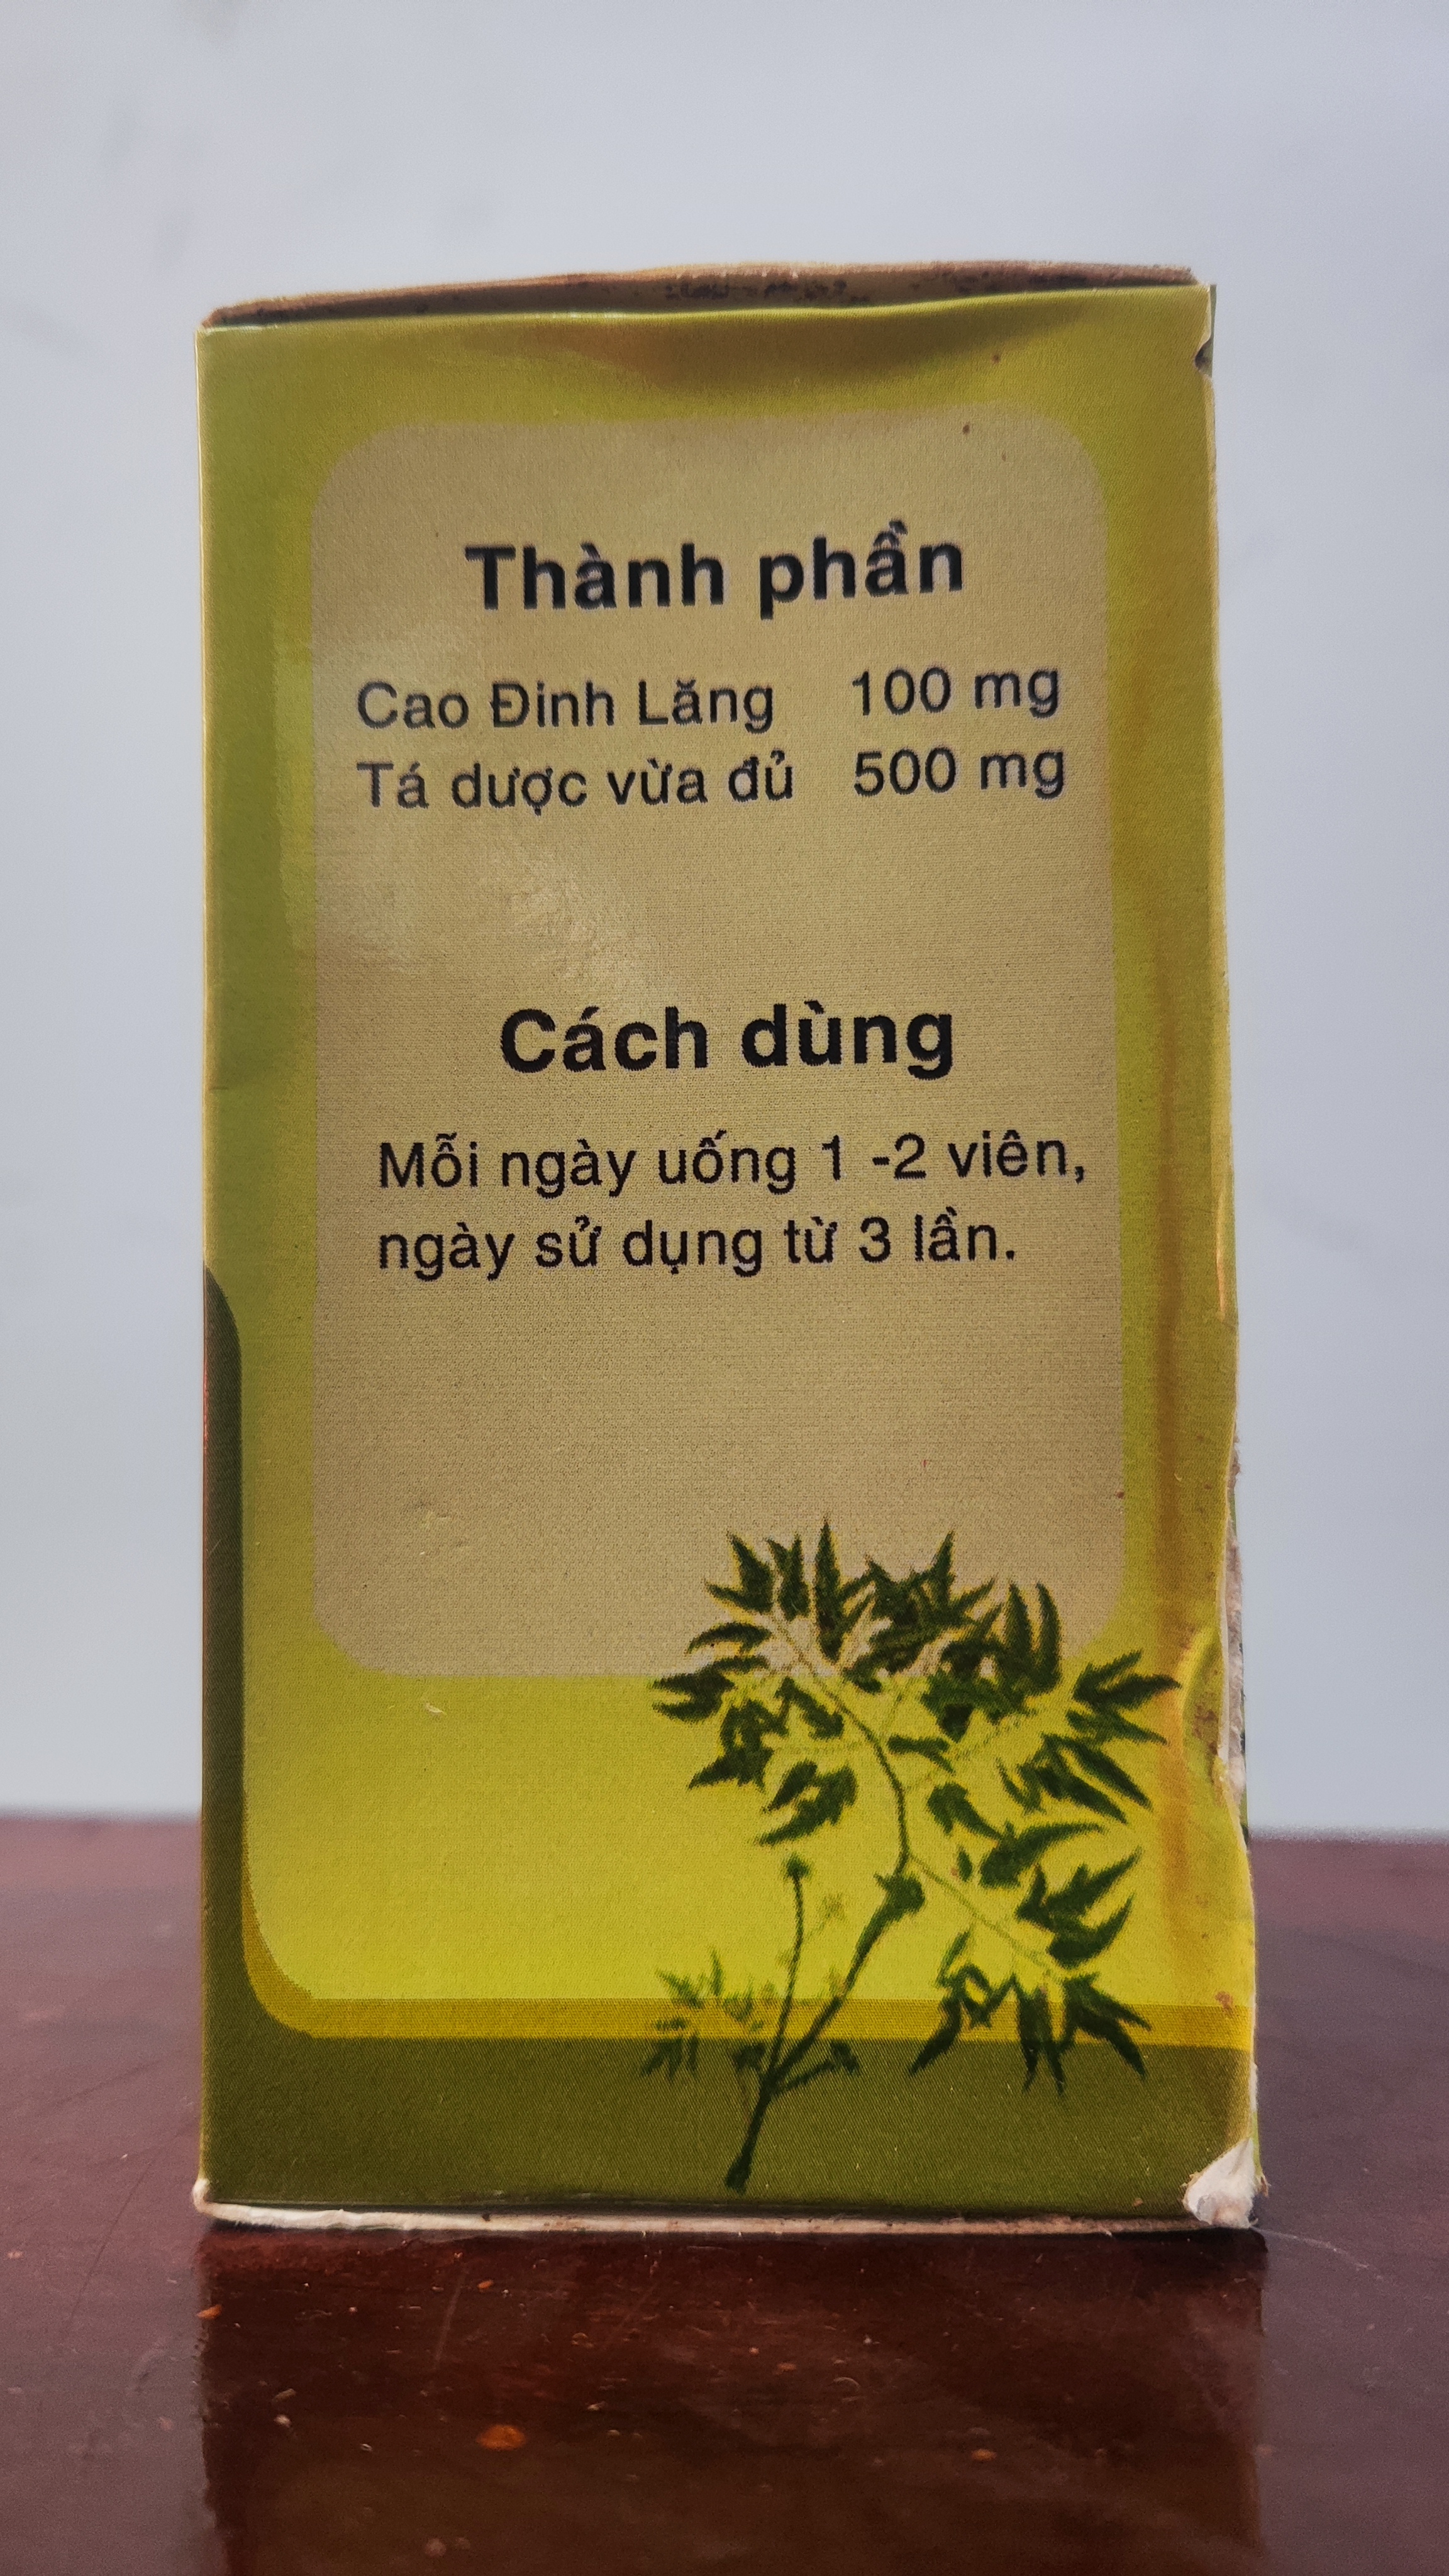 Thành phần
Cao Đinh Lăng 100 mg
Tá dược vừa đủ 500 mg
Cách dùng
Mỗi ngày uống 1 -2 viên,
ngày sử dụng từ 3 lần.